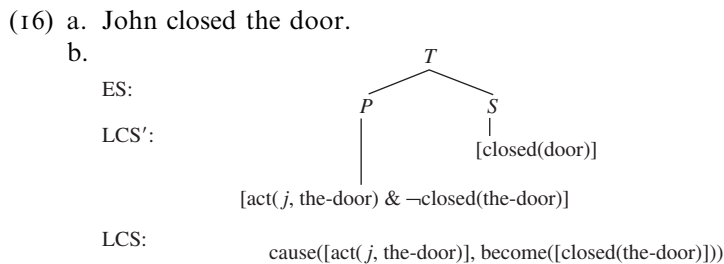 (16) a. John closed the door.
b.
T
ES:
P S
LCS′:
[closed(door)]
[act(j, the-door) & ¬closed(the-door)]
LCS:
cause([act(j, the-door)], become([closed(the-door)]))